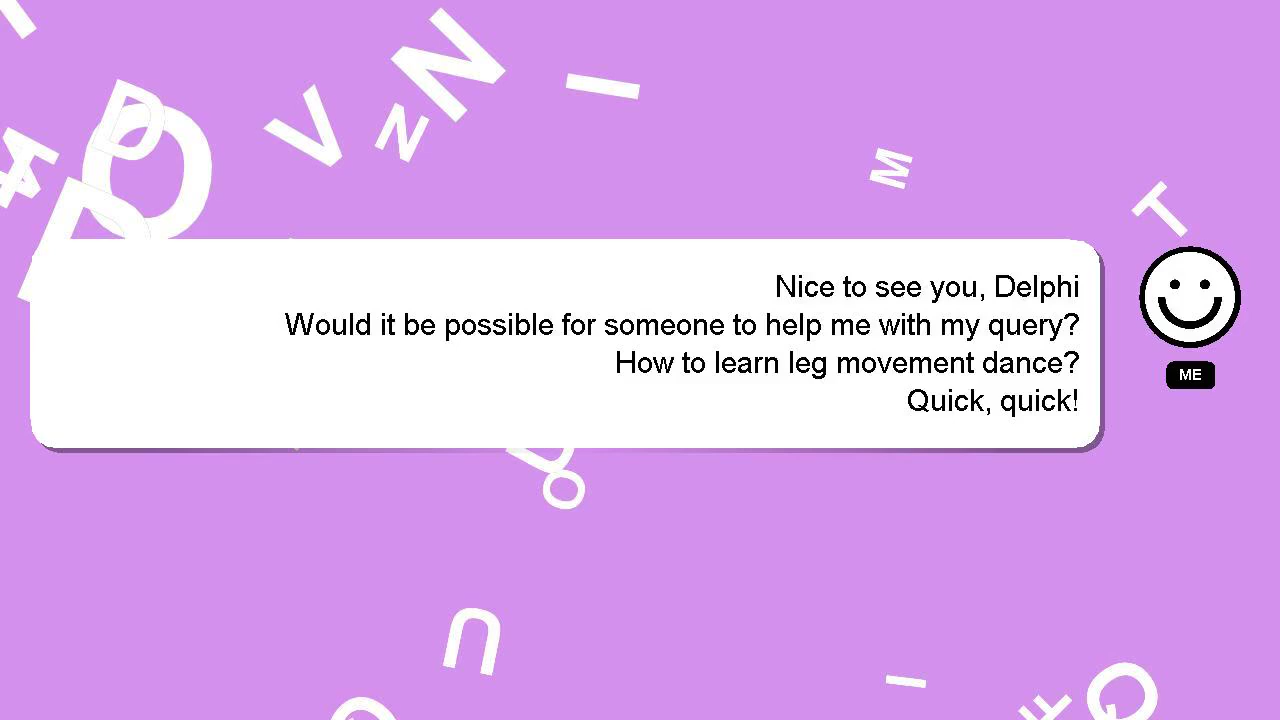 Nice to see you, Delphi
Would it be possible for someone to help me with my query?
How to learn leg movement dance?
Quick, quick!
ME